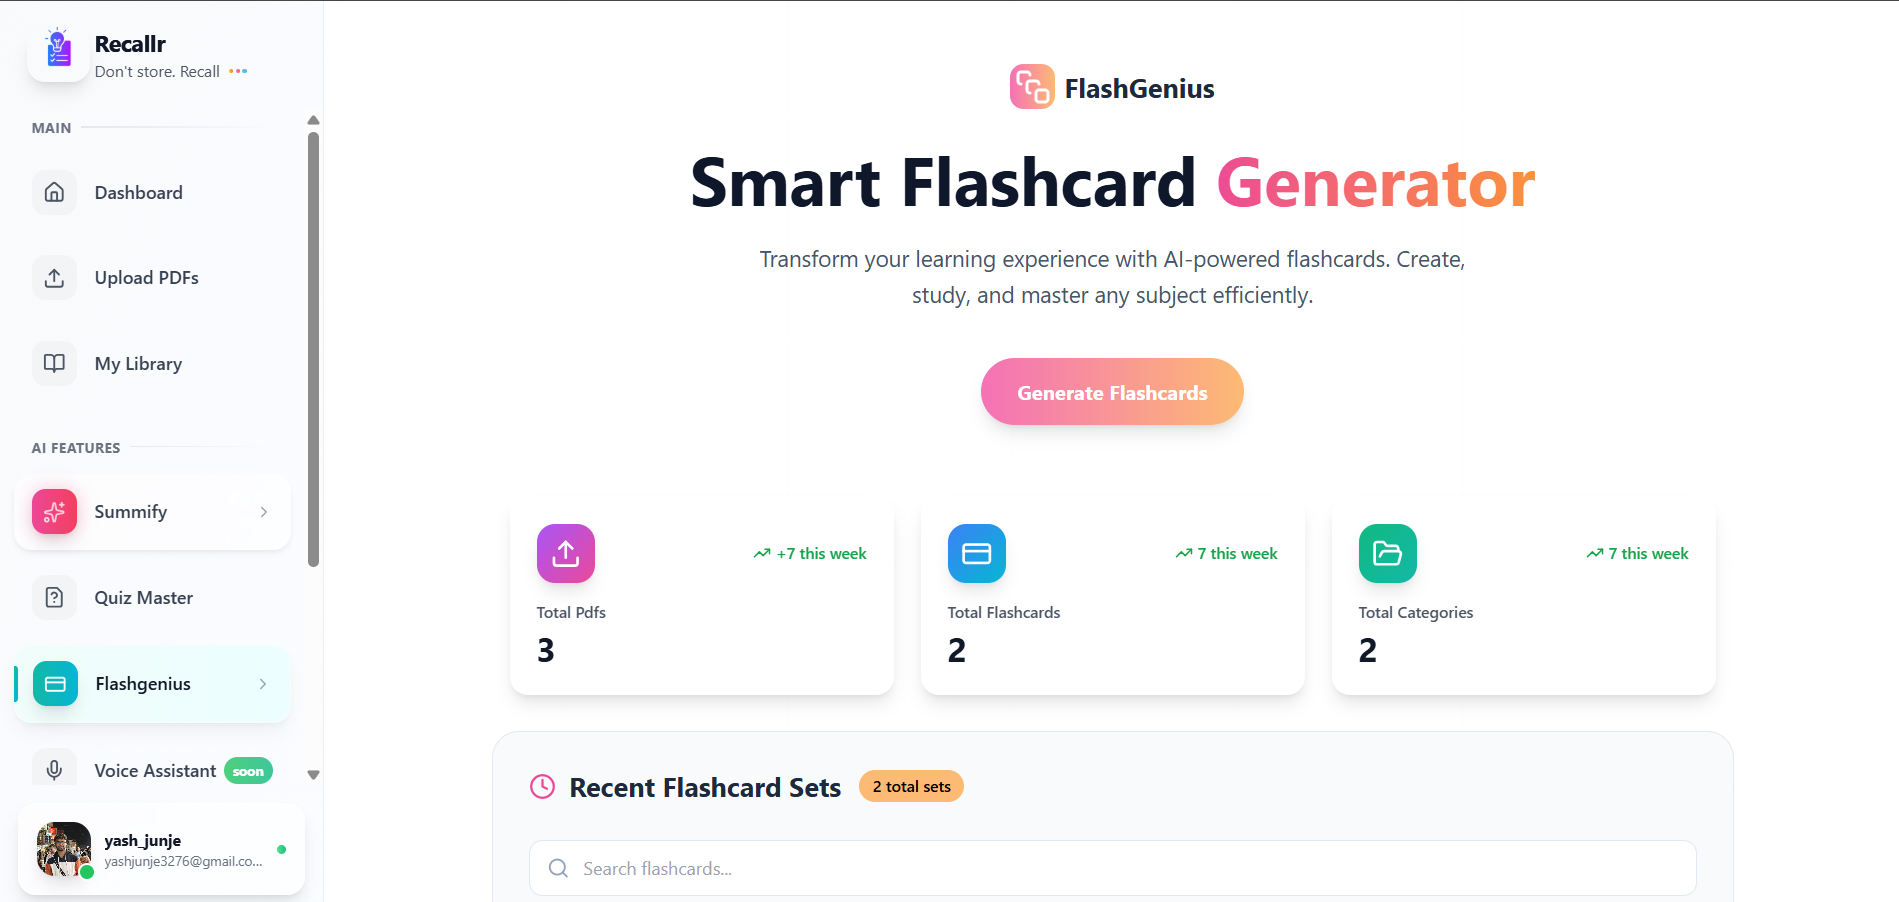 Recallr
Don't store. Recall
MAIN
Dashboard
Upload PDFs
My Library
AI FEATURES
Summify
Quiz Master
Flashgenius
Voice Assistant soon
yash_junje
yashjunje3276@gmail.co...
FlashGenius
Smart Flashcard Generator
Transform your learning experience with AI-powered flashcards. Create,
study, and master any subject efficiently.
Generate Flashcards
+7 this week
Total Pdfs
3
7 this week
Total Flashcards
2
7 this week
Total Categories
2
Recent Flashcard Sets
2 total sets
Search flashcards...